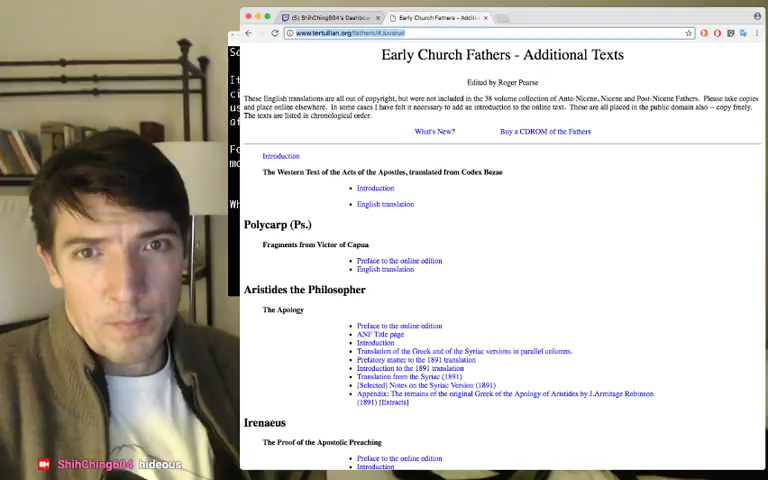 (5) ShihChing604's Dashboa
Early Church Fathers - Additio
www.tertullian.org/fathers/#Juvenal
Early Church Fathers - Additional Texts
Edited by Roger Pearse
These English translations are all out of copyright, but were not included in the 38 volume collection of Ante-Nicene, Nicene and Post-Nicene Fathers. Please take copies
and place online elsewhere. In some cases I have felt it necessary to add an introduction to the online text. These are all placed in the public domain also -- copy freely.
The texts are listed in chronological order.
What's New?
Buy a CDROM of the Fathers
Introduction
The Western Text of the Acts of the Apostles, translated from Codex Bezae
Introduction
English translation
Polycarp (Ps.)
Fragments from Victor of Capua
Preface to the online edition
English translation
Aristides the Philosopher
The Apology
Preface to the online edition
ANF Title page
Introduction
Translation of the Greek and of the Syriac versions in parallel columns.
Prefatory matter to the 1891 translation
Introduction to the 1891 translation
Translation from the Syriac (1891)
[Selected] Notes on the Syriac Version (1891)
Appendix: The remains of the original Greek of the Apology of Aristides by J.Armitage Robinson
(1891) [Extracts]
Irenaeus
The Proof of the Apostolic Preaching
Preface to the online edition
Introduction
ShihChing604 hideous